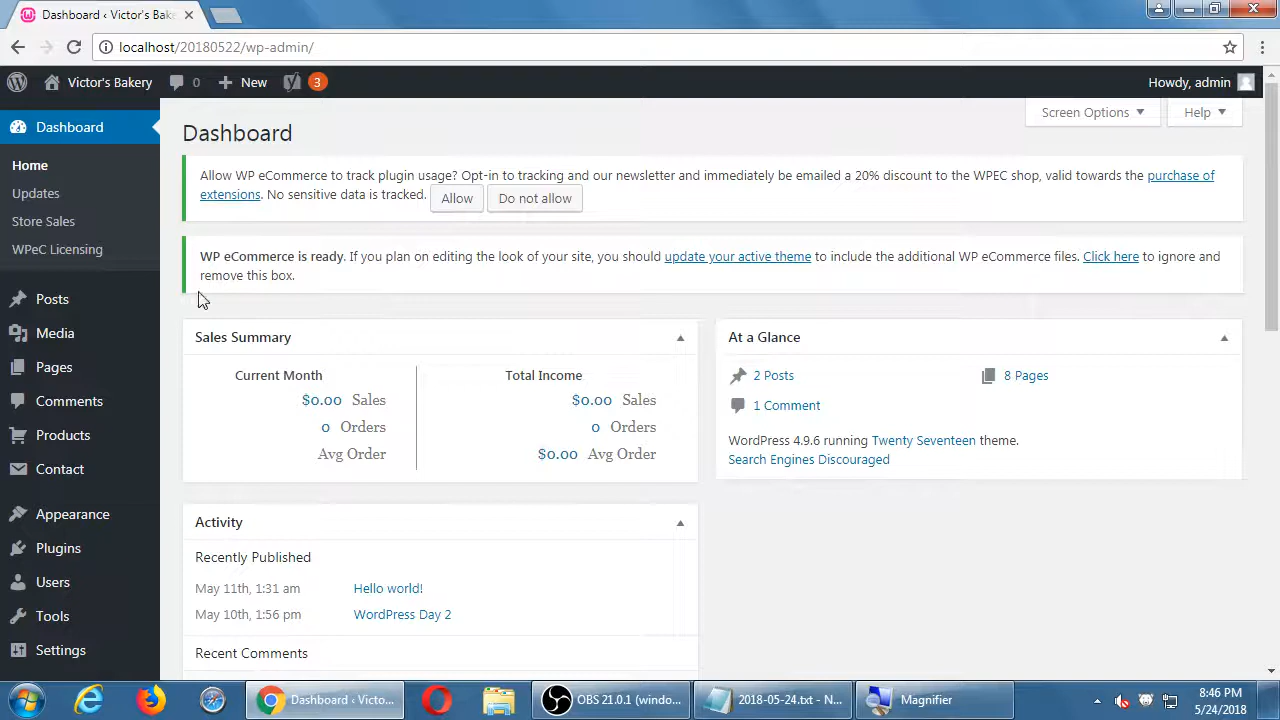 Dashboard ‹ Victor's Bake
localhost/20180522/wp-admin/
Victor's Bakery 0 New 3 Howdy, admin
Dashboard
Home
Updates
Store Sales
WPeC Licensing
Posts
Media
Pages
Comments
Products
Contact
Appearance
Plugins
Users
Tools
Settings
Screen Options Help
Dashboard
Allow WP eCommerce to track plugin usage? Opt-in to tracking and our newsletter and immediately be emailed a 20% discount to the WPEC shop, valid towards the purchase of
extensions. No sensitive data is tracked. Allow Do not allow
WP eCommerce is ready. If you plan on editing the look of your site, you should update your active theme to include the additional WP eCommerce files. Click here to ignore and
remove this box.
Sales Summary
Current Month Total Income
$0.00 Sales $0.00 Sales
0 Orders 0 Orders
Avg Order $0.00 Avg Order
At a Glance
2 Posts 8 Pages
1 Comment
WordPress 4.9.6 running Twenty Seventeen theme.
Search Engines Discouraged
Activity
Recently Published
May 11th, 1:31 am Hello world!
May 10th, 1:56 pm WordPress Day 2
Recent Comments
Dashboard ‹ Victo... OBS 21.0.1 (windo... 2018-05-24.txt - N... Magnifier
8:46 PM
5/24/2018